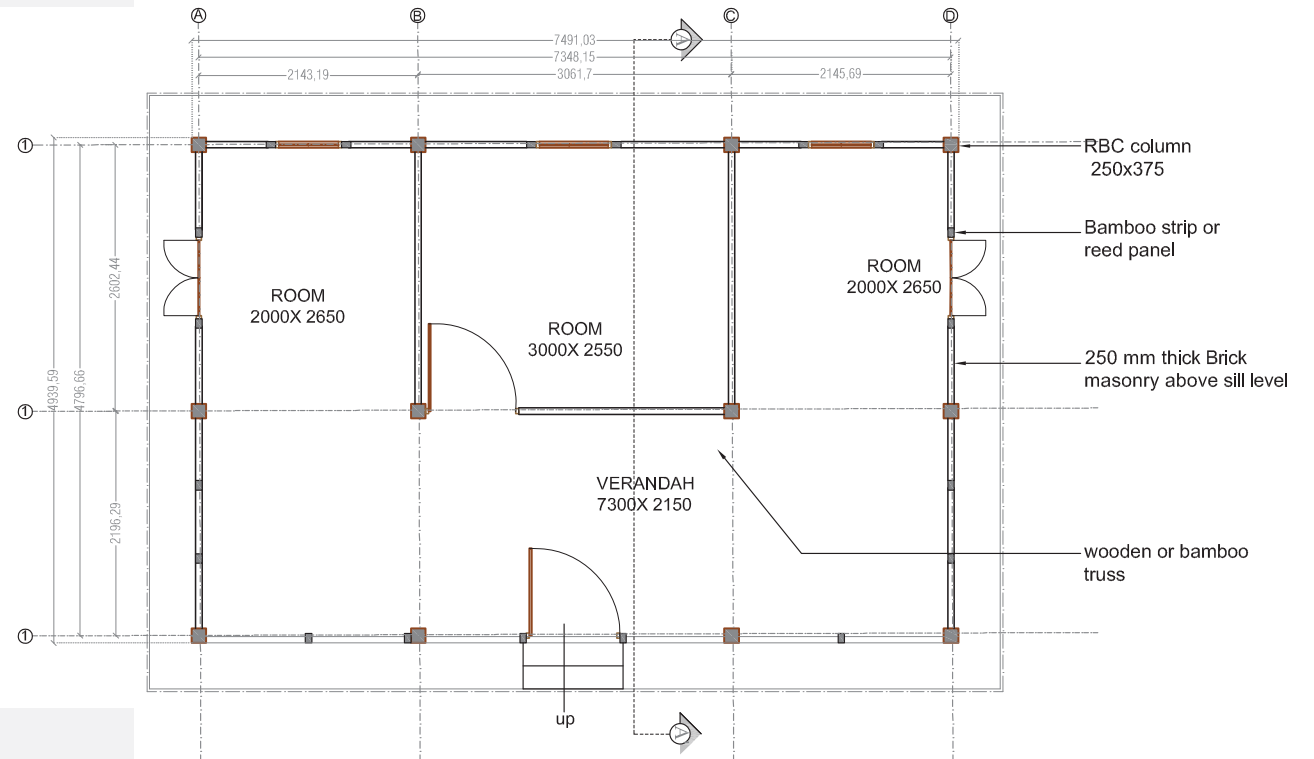 A B C D
7491,03
A
7348,15
2143,19 3061,7 2145,69
1
RBC column
250x375
Bamboo strip or
reed panel
4939,59
4796,66
2602,44
ROOM
2000X 2650
ROOM
3000X 2550
ROOM
2000X 2650
250 mm thick Brick
masonry above sill level
1
2196,29
VERANDAH
7300X 2150
wooden or bamboo
truss
1
up
A